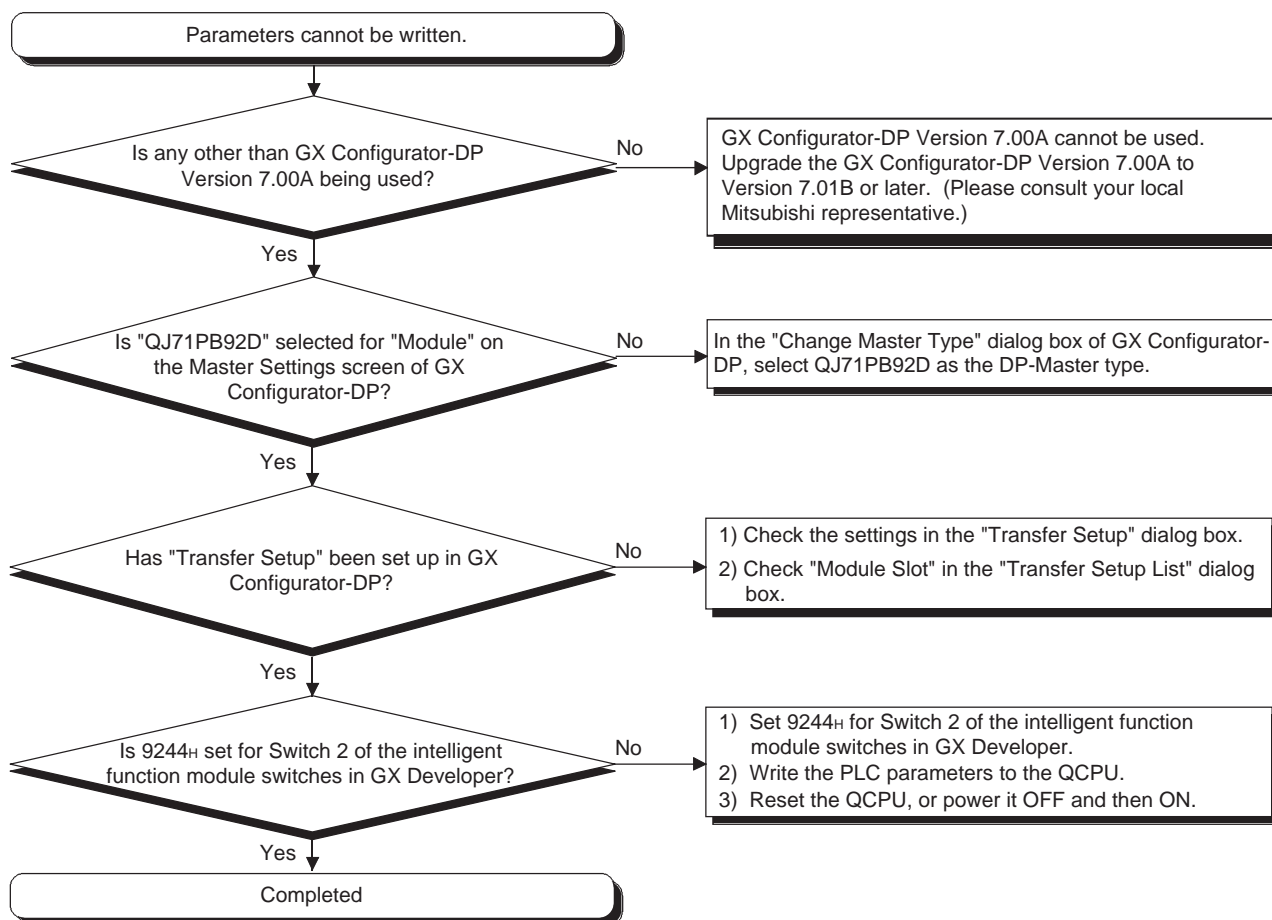 Parameters cannot be written.
Is any other than GX Configurator-DP
Version 7.00A being used?
No
GX Configurator-DP Version 7.00A cannot be used.
Upgrade the GX Configurator-DP Version 7.00A to
Version 7.01B or later.  (Please consult your local
Mitsubishi representative.)
Yes
Is "QJ71PB92D" selected for "Module" on
the Master Settings screen of GX
Configurator-DP?
No
In the "Change Master Type" dialog box of GX Configurator-
DP, select QJ71PB92D as the DP-Master type.
Yes
Has "Transfer Setup" been set up in GX
Configurator-DP?
No
1) Check the settings in the "Transfer Setup" dialog box.
2) Check "Module Slot" in the "Transfer Setup List" dialog
box.
Yes
Is 9244H set for Switch 2 of the intelligent
function module switches in GX Developer?
No
1) Set 9244H for Switch 2 of the intelligent function
module switches in GX Developer.
2) Write the PLC parameters to the QCPU.
3) Reset the QCPU, or power it OFF and then ON.
Yes
Completed